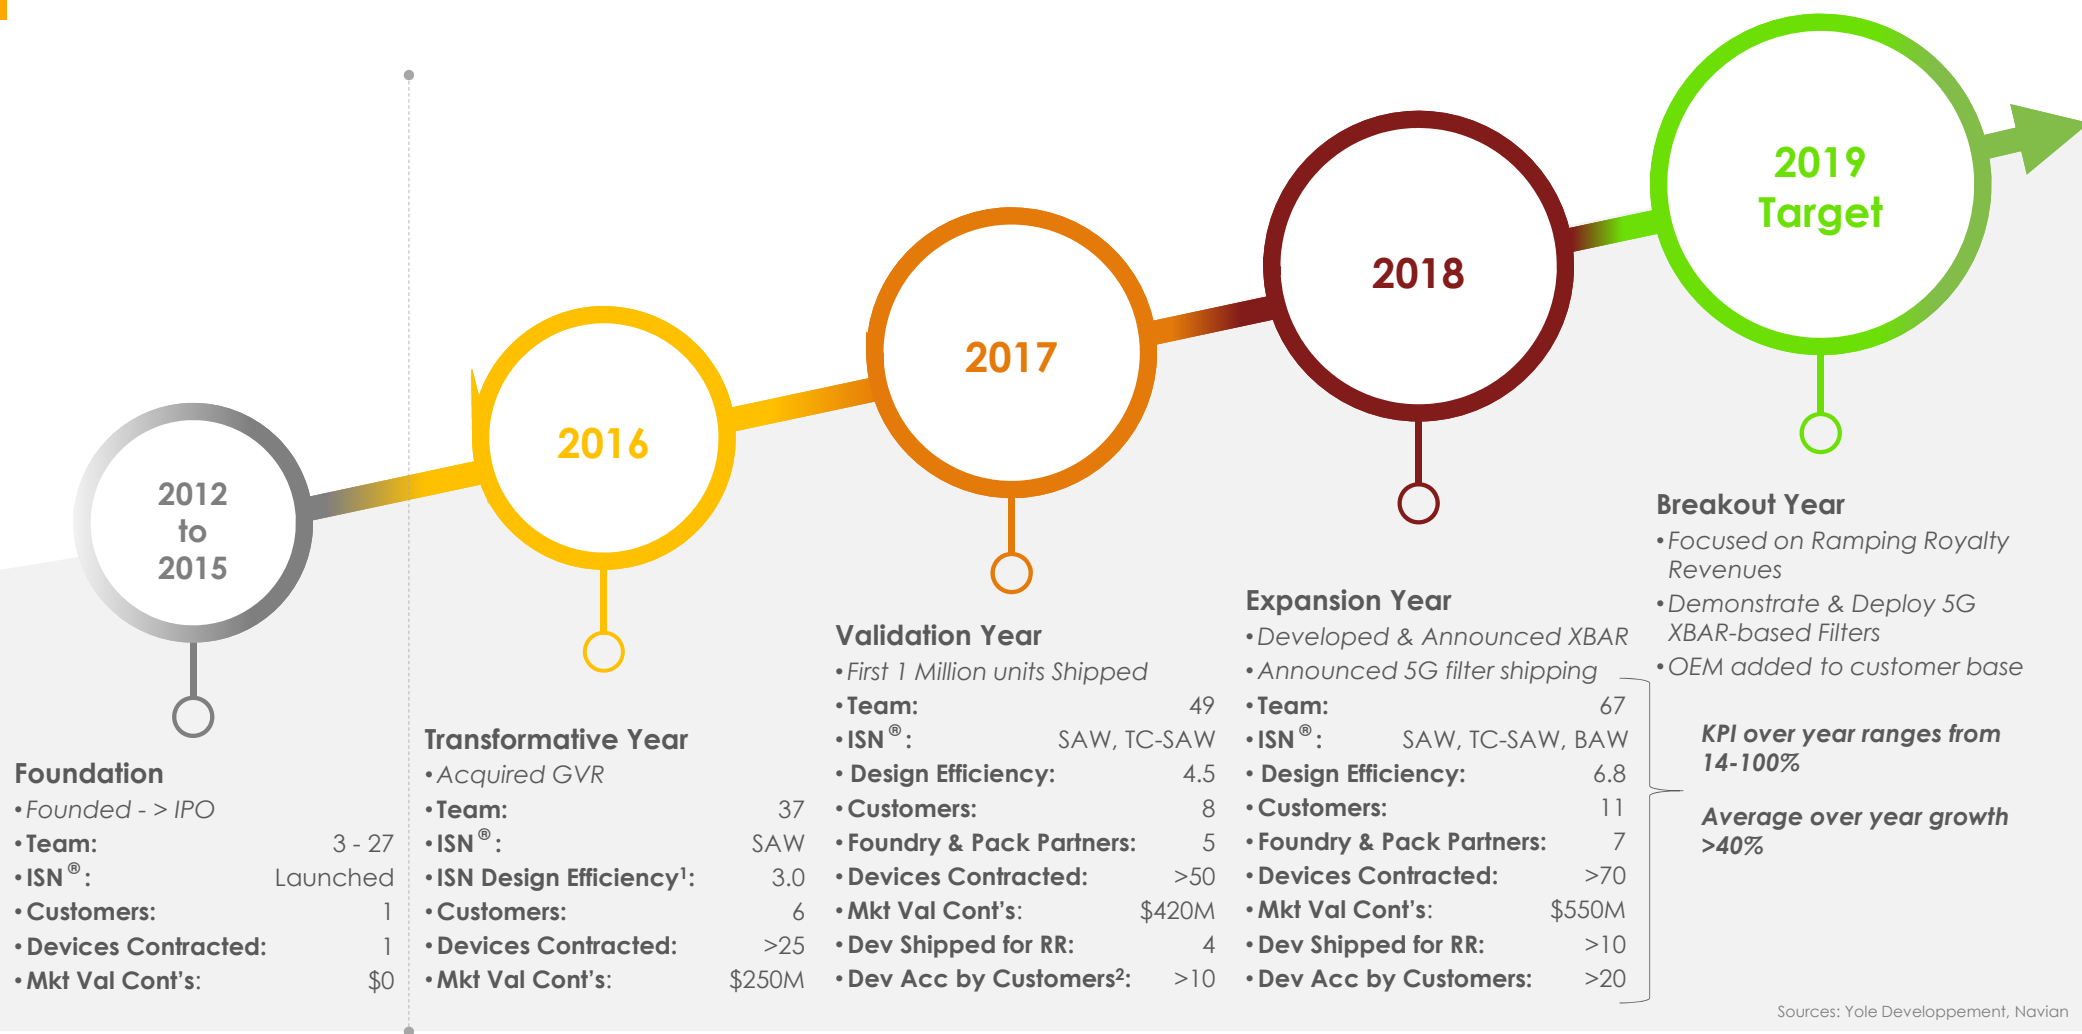 2012
to
2015
Foundation
•Founded - > IPO
•Team: 3 - 27
•ISN®: Launched
•Customers: 1
•Devices Contracted: 1
•Mkt Val Cont's: $0
2016
Transformative Year
•Acquired GVR
•Team: 37
•ISN®: SAW
•ISN Design Efficiency¹: 3.0
•Customers: 6
•Devices Contracted: >25
•Mkt Val Cont's: $250M
2017
Validation Year
•First 1 Million units Shipped
•Team: 49
•ISN®: SAW, TC-SAW
• Design Efficiency: 4.5
•Customers: 8
•Foundry & Pack Partners: 5
•Devices Contracted: >50
•Mkt Val Cont's: $420M
•Dev Shipped for RR: 4
•Dev Acc by Customers²: >10
2018
Expansion Year
•Developed & Announced XBAR
•Announced 5G filter shipping
•Team: 67
•ISN®: SAW, TC-SAW, BAW
• Design Efficiency: 6.8
•Customers: 11
•Foundry & Pack Partners: 7
•Devices Contracted: >70
•Mkt Val Cont's: $550M
•Dev Shipped for RR: >10
•Dev Acc by Customers: >20
2019
Target
Breakout Year
•Focused on Ramping Royalty
Revenues
•Demonstrate & Deploy 5G
XBAR-based Filters
•OEM added to customer base
KPI over year ranges from
14-100%
Average over year growth
>40%
Sources: Yole Developpement, Navian